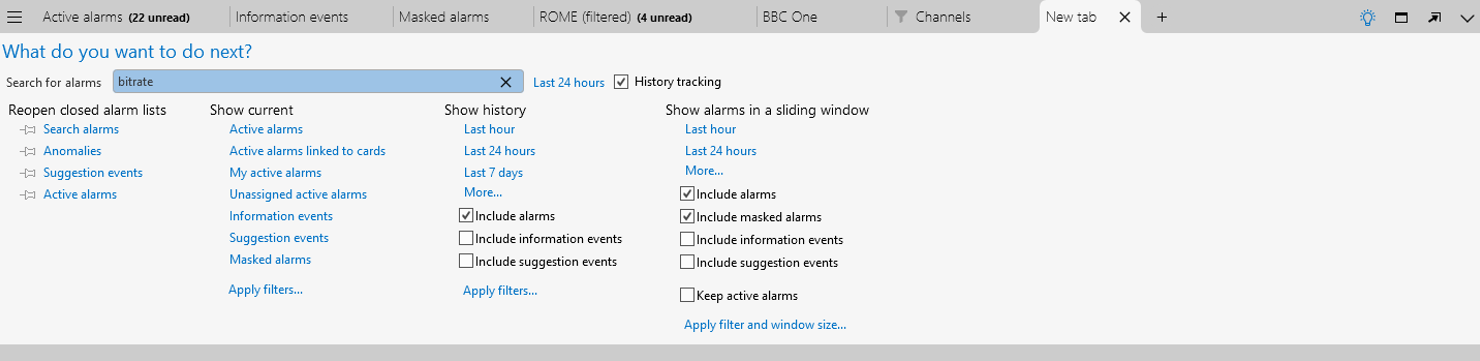 Active alarms (22 unread) Information events Masked alarms ROME (filtered) (4 unread) BBC One Channels New tab
What do you want to do next?
Search for alarms bitrate Last 24 hours History tracking
Reopen closed alarm lists
Search alarms
Anomalies
Suggestion events
Active alarms
Show current
Active alarms
Active alarms linked to cards
My active alarms
Unassigned active alarms
Information events
Suggestion events
Masked alarms
Apply filters...
Show history
Last hour
Last 24 hours
Last 7 days
More...
Include alarms
Include information events
Include suggestion events
Apply filters...
Show alarms in a sliding window
Last hour
Last 24 hours
More...
Include alarms
Include masked alarms
Include information events
Include suggestion events
Keep active alarms
Apply filter and window size...